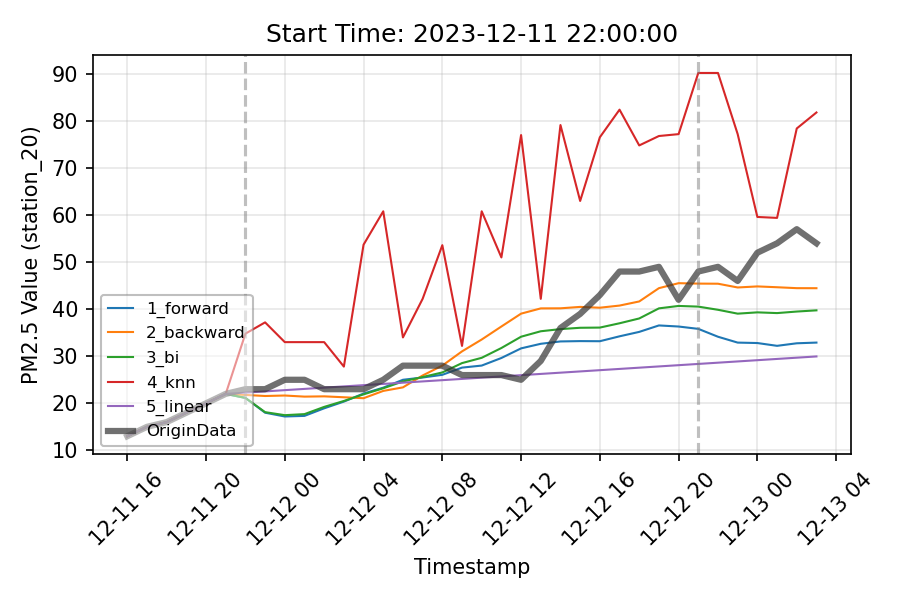 Start Time: 2023-12-11 22:00:00
PM2.5 Value (station_20)
90
80
70
60
50
40
30
20
10
1_forward
2_backward
3_bi
4_knn
5_linear
OriginData
12-11 16
12-11 20
12-12 00
12-12 04
12-12 08
12-12 12
12-12 16
12-12 20
12-13 00
12-13 04
Timestamp